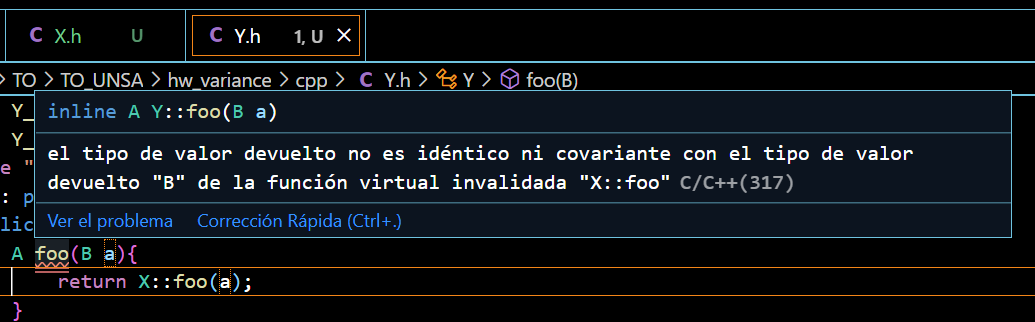 C X.h U C Y.h 1, U ×
> TO > TO_UNSA > hw_variance > cpp > C Y.h > Y > foo(B)
Y_
inline A Y::foo(B a)
Y_
el tipo de valor devuelto no es idéntico ni covariante con el tipo de valor
e "
devuelto "B" de la función virtual invalidada "X::foo" C/C++(317)
: p
lic
Ver el problema Corrección Rápida (Ctrl+.)
A foo(B a){
return X::foo(a);
}